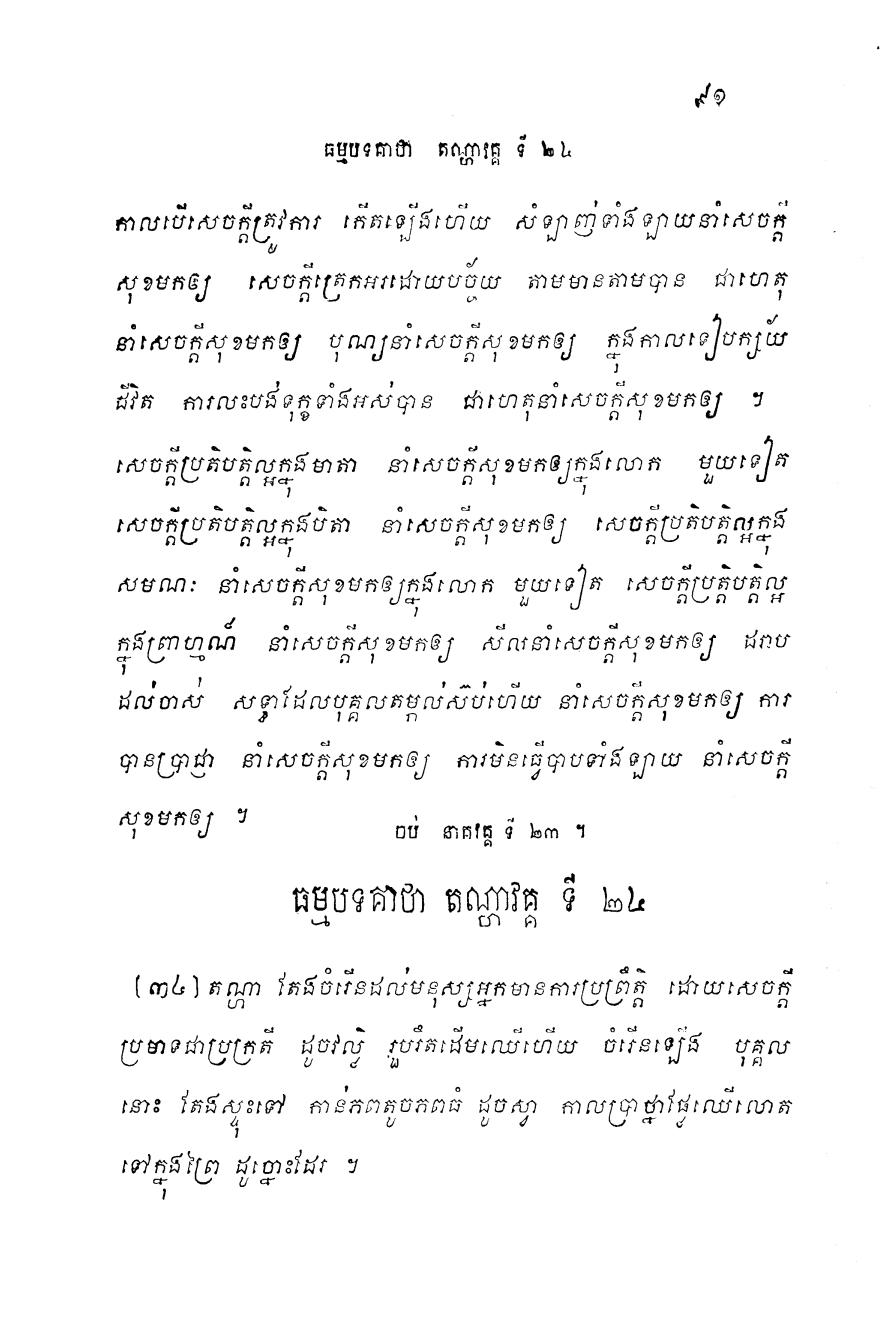 ៩១
ធម្មបទគាថា តណ្ហាវគ្គ ទី ២៤
កាលបើសេចក្តីត្រូវការ កើតឡើងហើយ សំឡាញ់ទាំងឡាយនាំសេចក្តី
សុខមកឲ្យ សេចក្តីត្រេកអរដោយបច្ច័យ តាមមានតាមបាន ជាហេតុ
នាំសេចក្តីសុខមកឲ្យ បុណ្យនាំសេចក្តីសុខមកឲ្យ ក្នុងកាលទៀបក្សយ័
ជីវិត ការលះបង់ទុក្ខទាំងអស់បាន ជាហេតុនាំសេចក្តីសុខមកឲ្យ ។
សេចក្តីប្រតិបត្តិល្អក្នុងមាតា នាំសេចក្តីសុខមកឲ្យក្នុងលោក មួយទៀត
សេចក្តីប្រតិបត្តិល្អក្នុងបិតា នាំសេចក្តីសុខមកឲ្យ សេចក្តីប្រតិបត្តិល្អក្នុង
សមណៈ នាំសេចក្តីសុខមកឲ្យក្នុងលោក មួយទៀត សេចក្តីប្រត្តិបត្តិល្អ
ក្នុងព្រាហ្មណ៍ នាំសេចក្តីសុខមកឲ្យ សីលនាំសេចក្តីសុខមកឲ្យ ដរាប
ដល់ចាស់ សទ្ធាដែលបុគ្គលតម្កល់ស៊ប់ហើយ នាំសេចក្តីសុខមកឲ្យ ការ
បានប្រាជ្ញា នាំសេចក្តីសុខមកឲ្យ ការមិនធ្វើបាបទាំងឡាយ នាំសេចក្តី
សុខមកឲ្យ ។
ចប់ នាគវគ្គ ទី ២៣ ។
ធម្មបទគាថា តណ្ហាវគ្គ ទី ២៤
(៣៤) តណ្ហា តែងចំរើនដល់មនុស្សអ្នកមានការប្រព្រឹត្តិ ដោយសេចក្តី
ប្រមាទជាប្រក្រតី ដូចវល្លិ រួបរឹតដើមឈើហើយ ចំរើនឡើង បុគ្គល
នោះ តែងស្ទុះទៅ កាន់ភពតូចភពធំ ដូចស្វា កាលប្រាថ្នាផ្លែឈើលោត
ទៅក្នុងព្រៃ ដូច្នោះដែរ ។